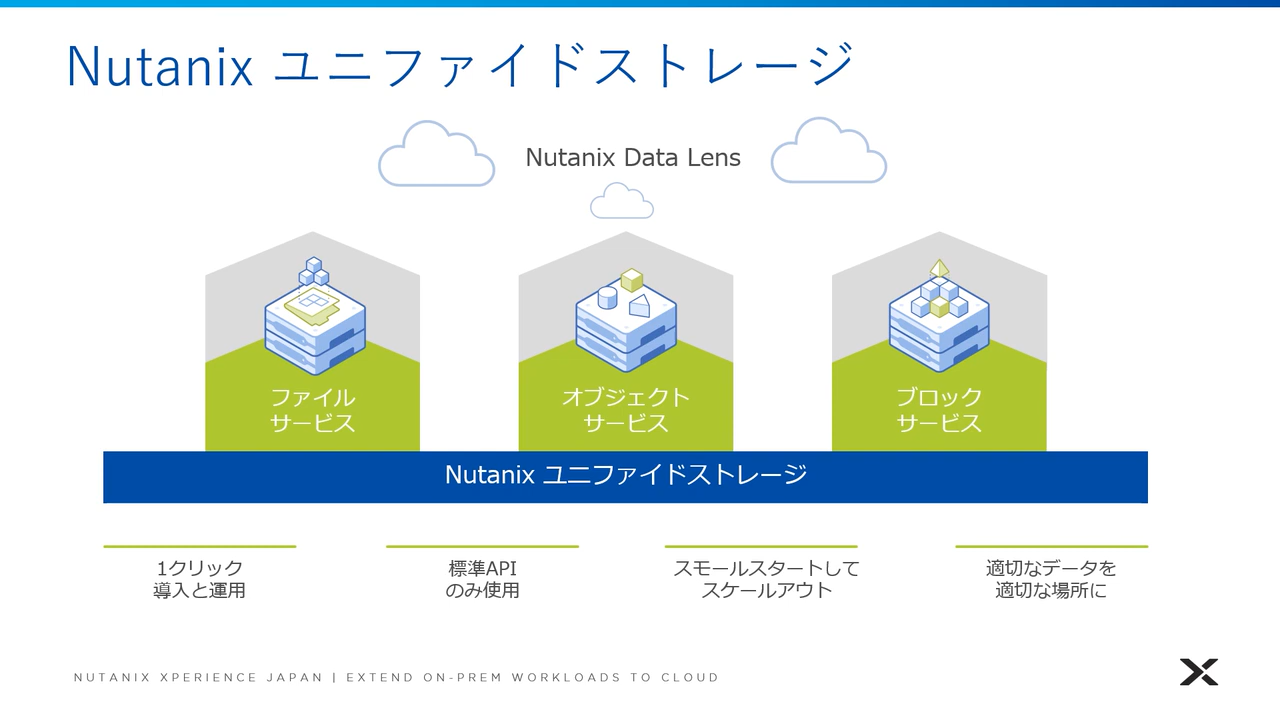 Nutanix ユニファイドストレージ
Nutanix Data Lens
ファイル
サービス
オブジェクト
サービス
ブロック
サービス
Nutanix ユニファイドストレージ
1クリック
導入と運用
標準API
のみ使用
スモールスタートして
スケールアウト
適切なデータを
適切な場所に
NUTANIX XPERIENCE JAPAN | EXTEND ON-PREM WORKLOADS TO CLOUD